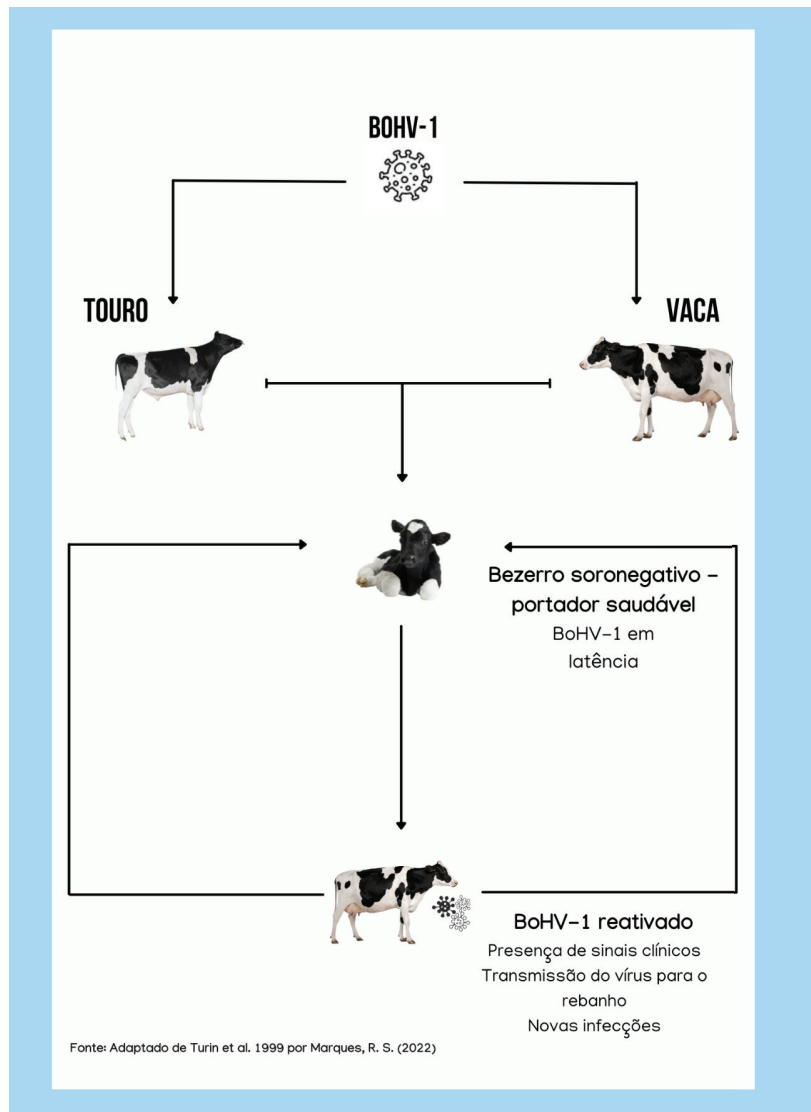 BOHV-1
TOURO
VACA
Bezerro soronegativo -
portador saudável
BoHV-1 em
latência
BoHV-1 reativado
Presença de sinais clínicos
Transmissão do vírus para o
rebanho
Novas infecções
Fonte: Adaptado de Turin et al. 1999 por Marques, R. S. (2022)